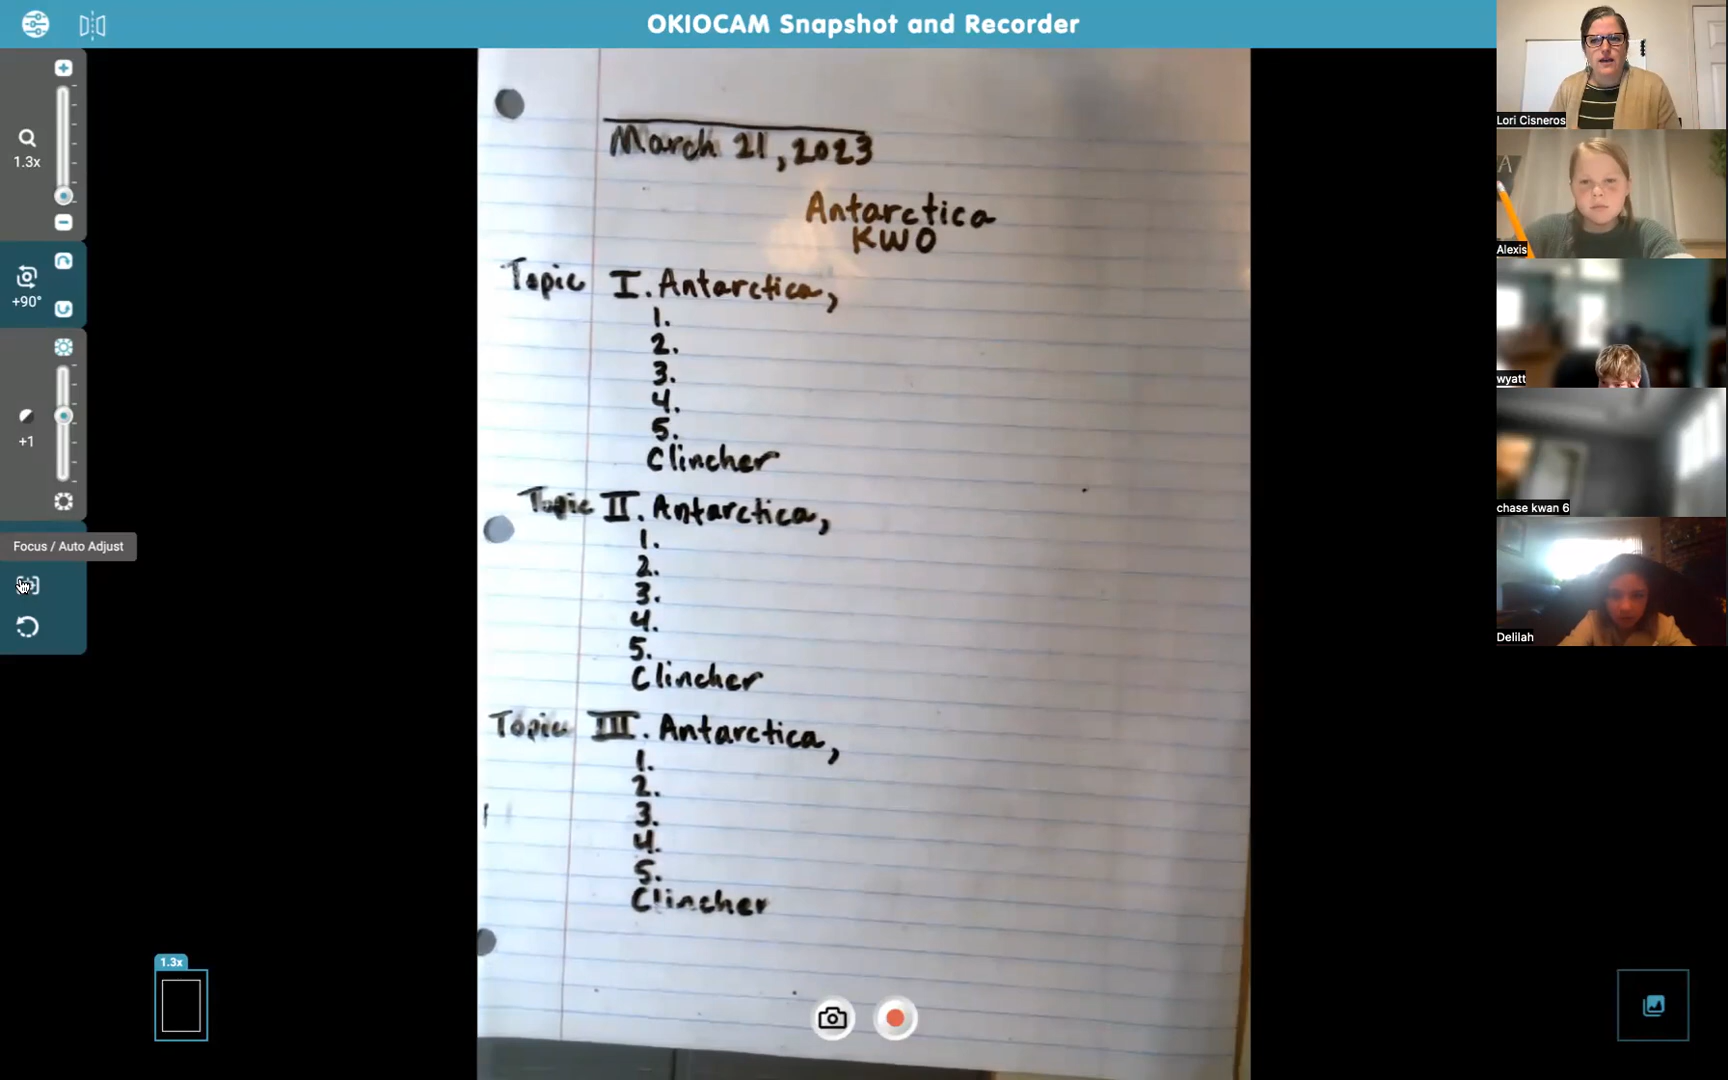 OKIOCAM Snapshot and Recorder
1.3x
+90°
+1
Focus / Auto Adjust
March 21, 2023
Antarctica
KWO
Topic I. Antarctica,
1.
2.
3.
4.
5.
Clincher
Topic II. Antarctica,
1.
2.
3.
4.
5.
Clincher
Topic III. Antarctica,
1.
2.
3.
4.
5.
Clincher
1.3x
Lori Cisneros
Alexis
wyatt
chase kwan 6
Delilah